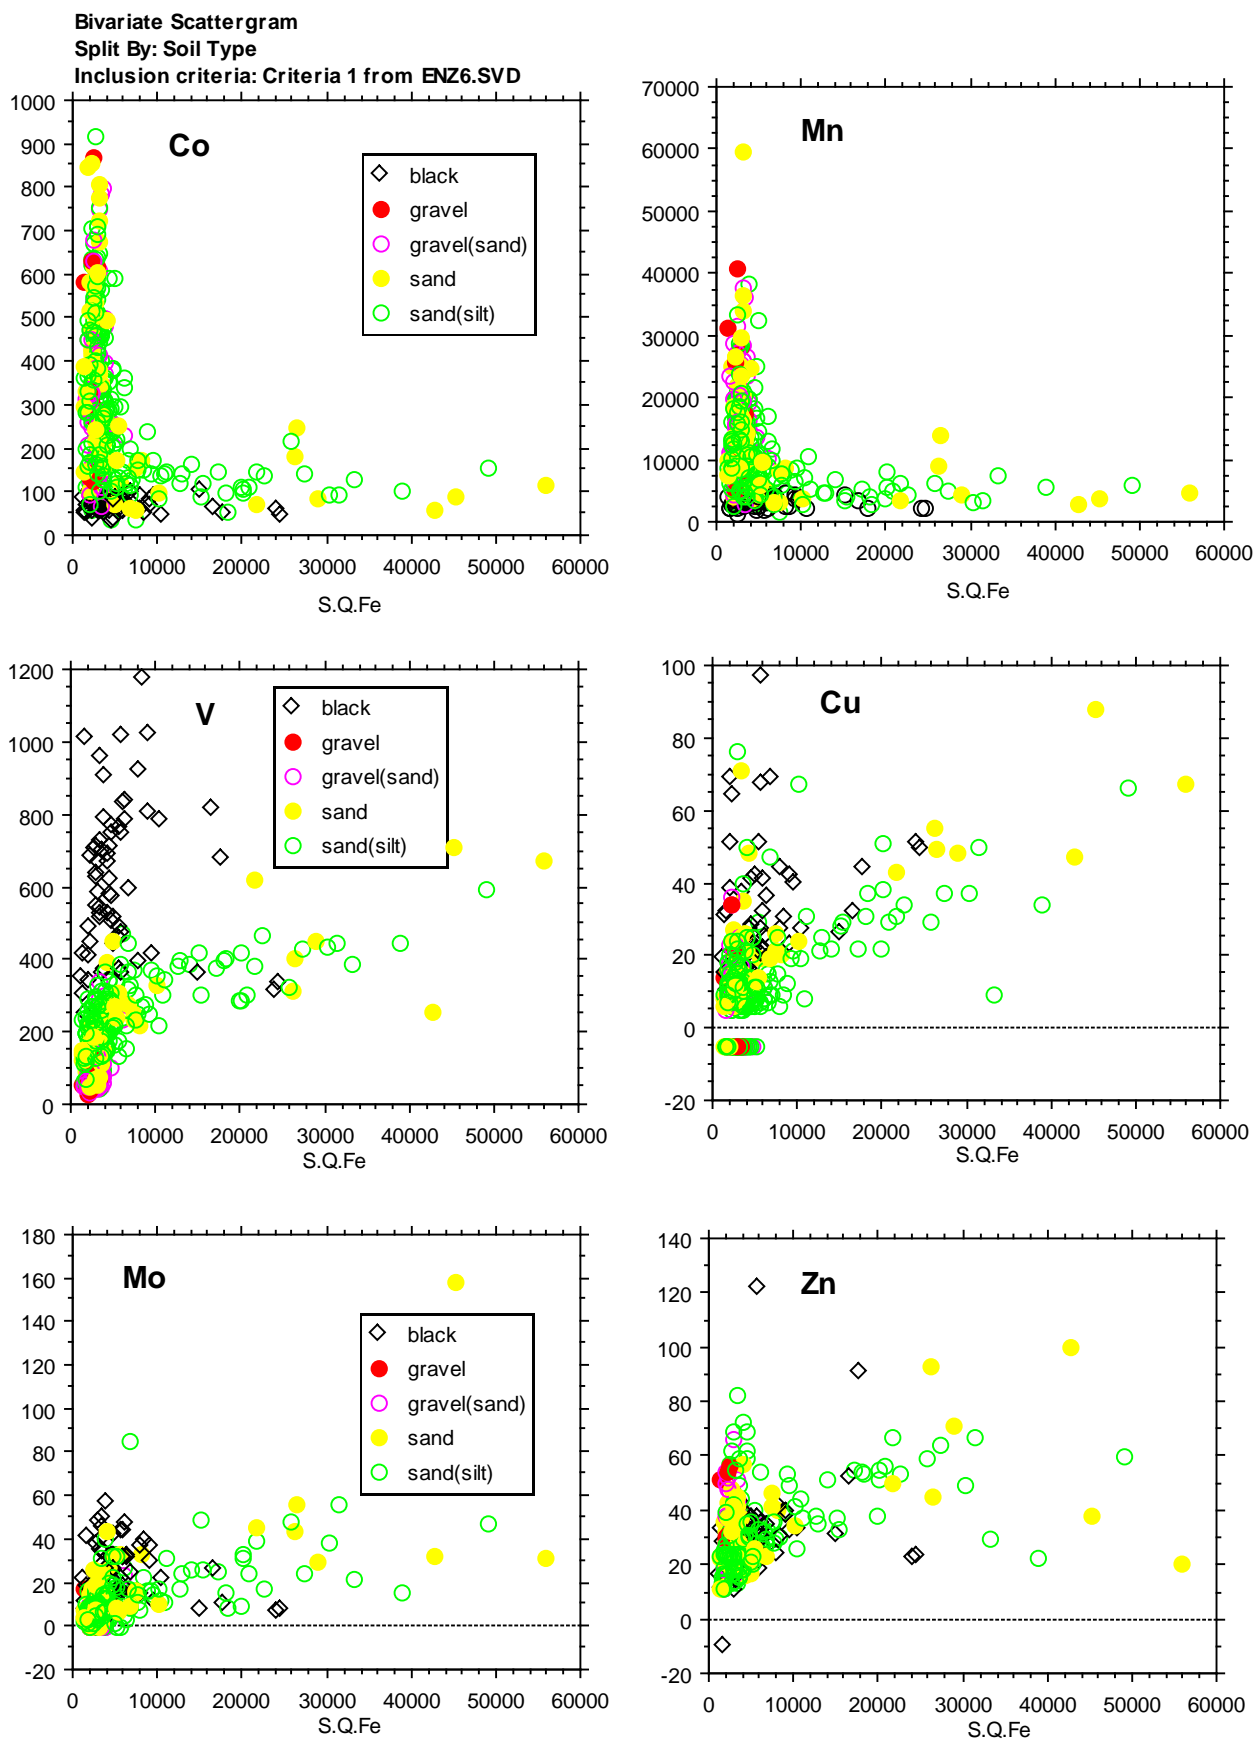 Bivariate Scattergram
Split By: Soil Type
Inclusion criteria: Criteria 1 from ENZ6.SVD
Co
1000
900
800
700
600
500
400
300
200
100
0
black
gravel
gravel(sand)
sand
sand(silt)
0 10000 20000 30000 40000 50000 60000
S.Q.Fe
Mn
70000
60000
50000
40000
30000
20000
10000
0
0 10000 20000 30000 40000 50000 60000
S.Q.Fe
V
1200
1000
800
600
400
200
0
black
gravel
gravel(sand)
sand
sand(silt)
0 10000 20000 30000 40000 50000 60000
S.Q.Fe
Cu
100
80
60
40
20
0
-20
0 10000 20000 30000 40000 50000 60000
S.Q.Fe
Mo
180
160
140
120
100
80
60
40
20
0
-20
black
gravel
gravel(sand)
sand
sand(silt)
0 10000 20000 30000 40000 50000 60000
S.Q.Fe
Zn
140
120
100
80
60
40
20
0
-20
0 10000 20000 30000 40000 50000 60000
S.Q.Fe